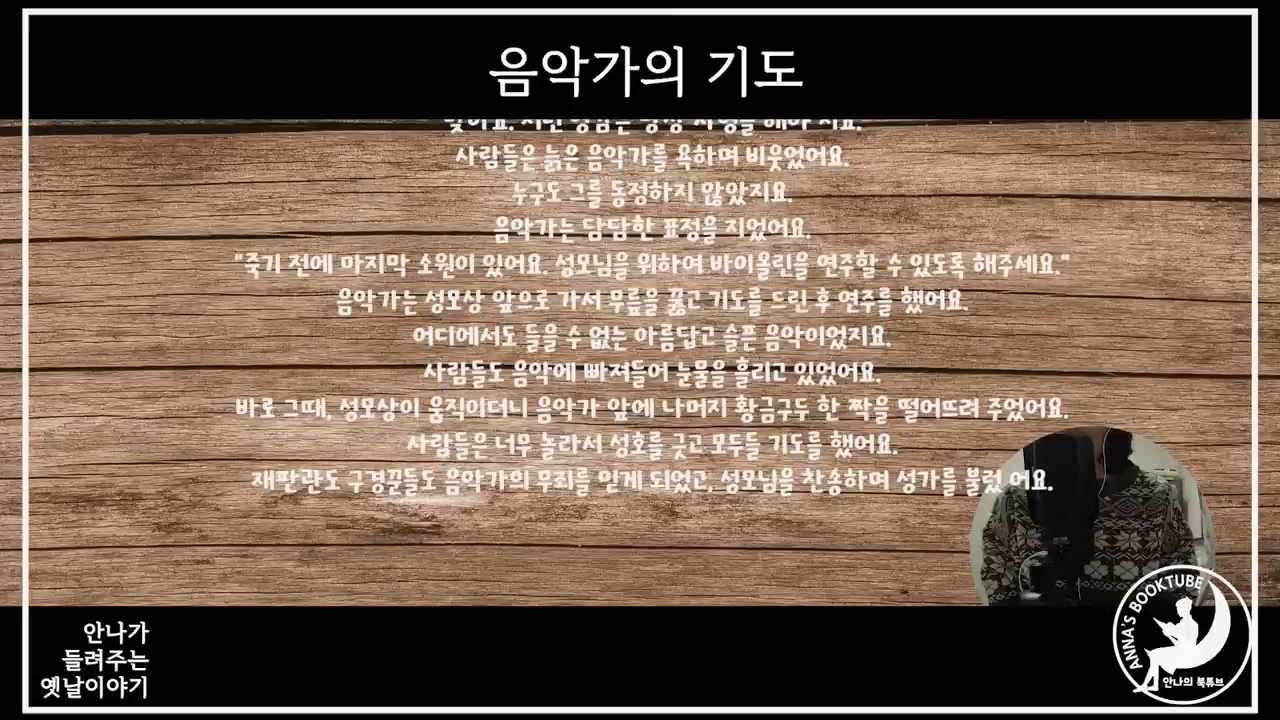 음악가의 기도
사람들은 늙은 음악가를 욕하며 비웃었어요.
누구도 그를 동정하지 않았지요.
음악가는 담담한 표정을 지었어요.
"죽기 전에 마지막 소원이 있어요. 성모님을 위하여 바이올린을 연주할 수 있도록 해주세요."
음악가는 성모상 앞으로 가서 무릎을 꿇고 기도를 드린 후 연주를 했어요.
어디에서도 들을 수 없는 아름답고 슬픈 음악이었지요.
사람들도 음악에 빠져들어 눈물을 흘리고 있었어요.
바로 그때, 성모상이 움직이더니 음악가 앞에 나머지 황금구두 한 짝을 떨어뜨려 주었어요.
사람들은 너무 놀라서 성호를 긋고 모두들 기도를 했어요.
재판관도 구경꾼들도 음악가의 무죄를 믿게 되었고, 성모님을 찬송하며 성가를 불렀 어요.
안나가
들려주는
옛날이야기
ANNA'S BOOKTUBE
안나의 북튜브